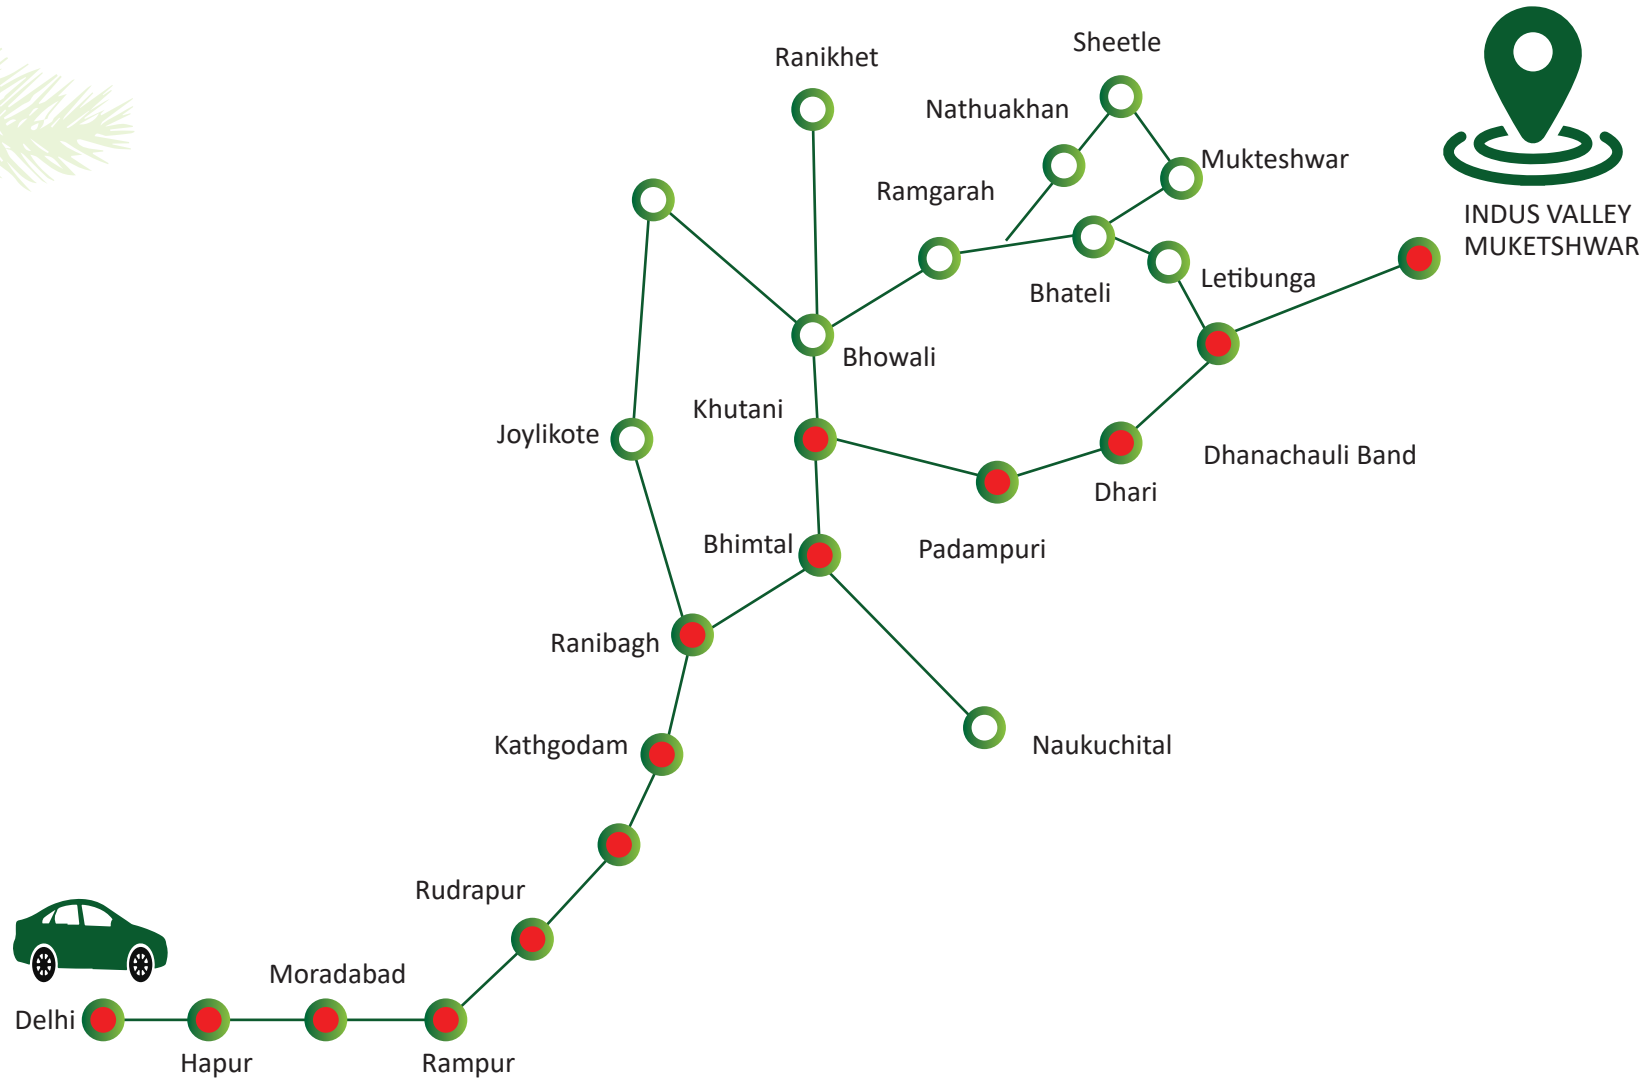 Sheetle
Ranikhet
Nathuakhan
Mukteshwar
Ramgarah
INDUS VALLEY
MUKETSHWAR
Letibunga
Bhateli
Bhowali
Khutani
Joylikote
Dhanachauli Band
Dhari
Bhimtal
Padampuri
Ranibagh
Kathgodam
Naukuchital
Rudrapur
Moradabad
Delhi
Hapur
Rampur